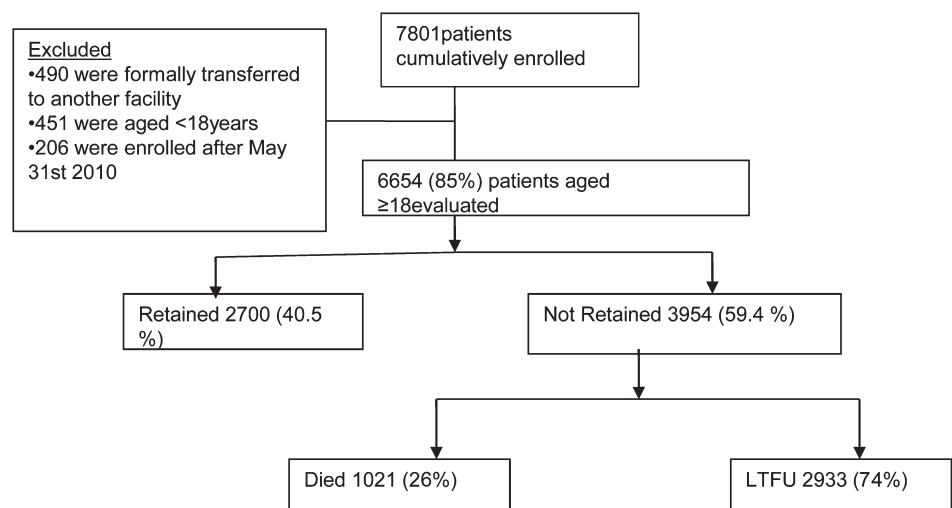 7801patients
cumulatively enrolled
Excluded
•490 were formally transferred
to another facility
•451 were aged <18years
•206 were enrolled after May
31st 2010
6654 (85%) patients aged
≥18evaluated
Retained 2700 (40.5
%)
Not Retained 3954 (59.4 %)
Died 1021 (26%)
LTFU 2933 (74%)